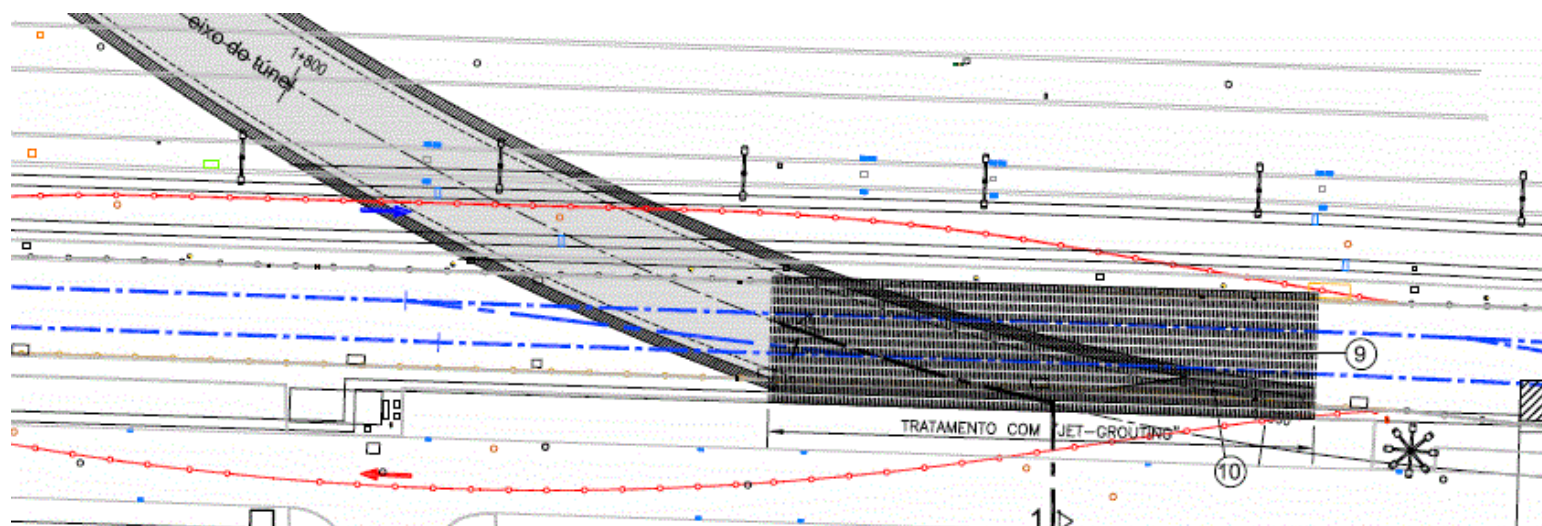 eixo do túnel
1+800
9
TRATAMENTO COM "JET-GROUTING"
10
1